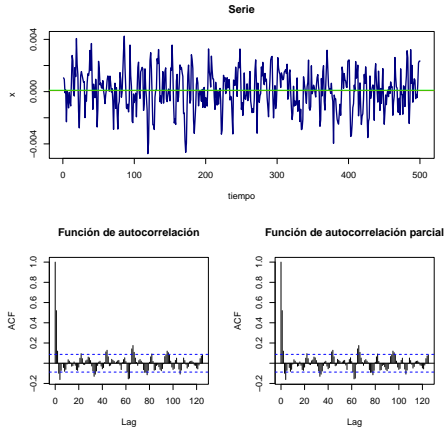 Serie
0.004
0.000
−0.004
x
0 100 200 300 400 500
tiempo
Función de autocorrelación
1.0
0.8
0.6
0.4
0.2
−0.2
ACF
0 20 40 60 80 100 120
Lag
Función de autocorrelación parcial
1.0
0.8
0.6
0.4
0.2
−0.2
ACF
0 20 40 60 80 100 120
Lag